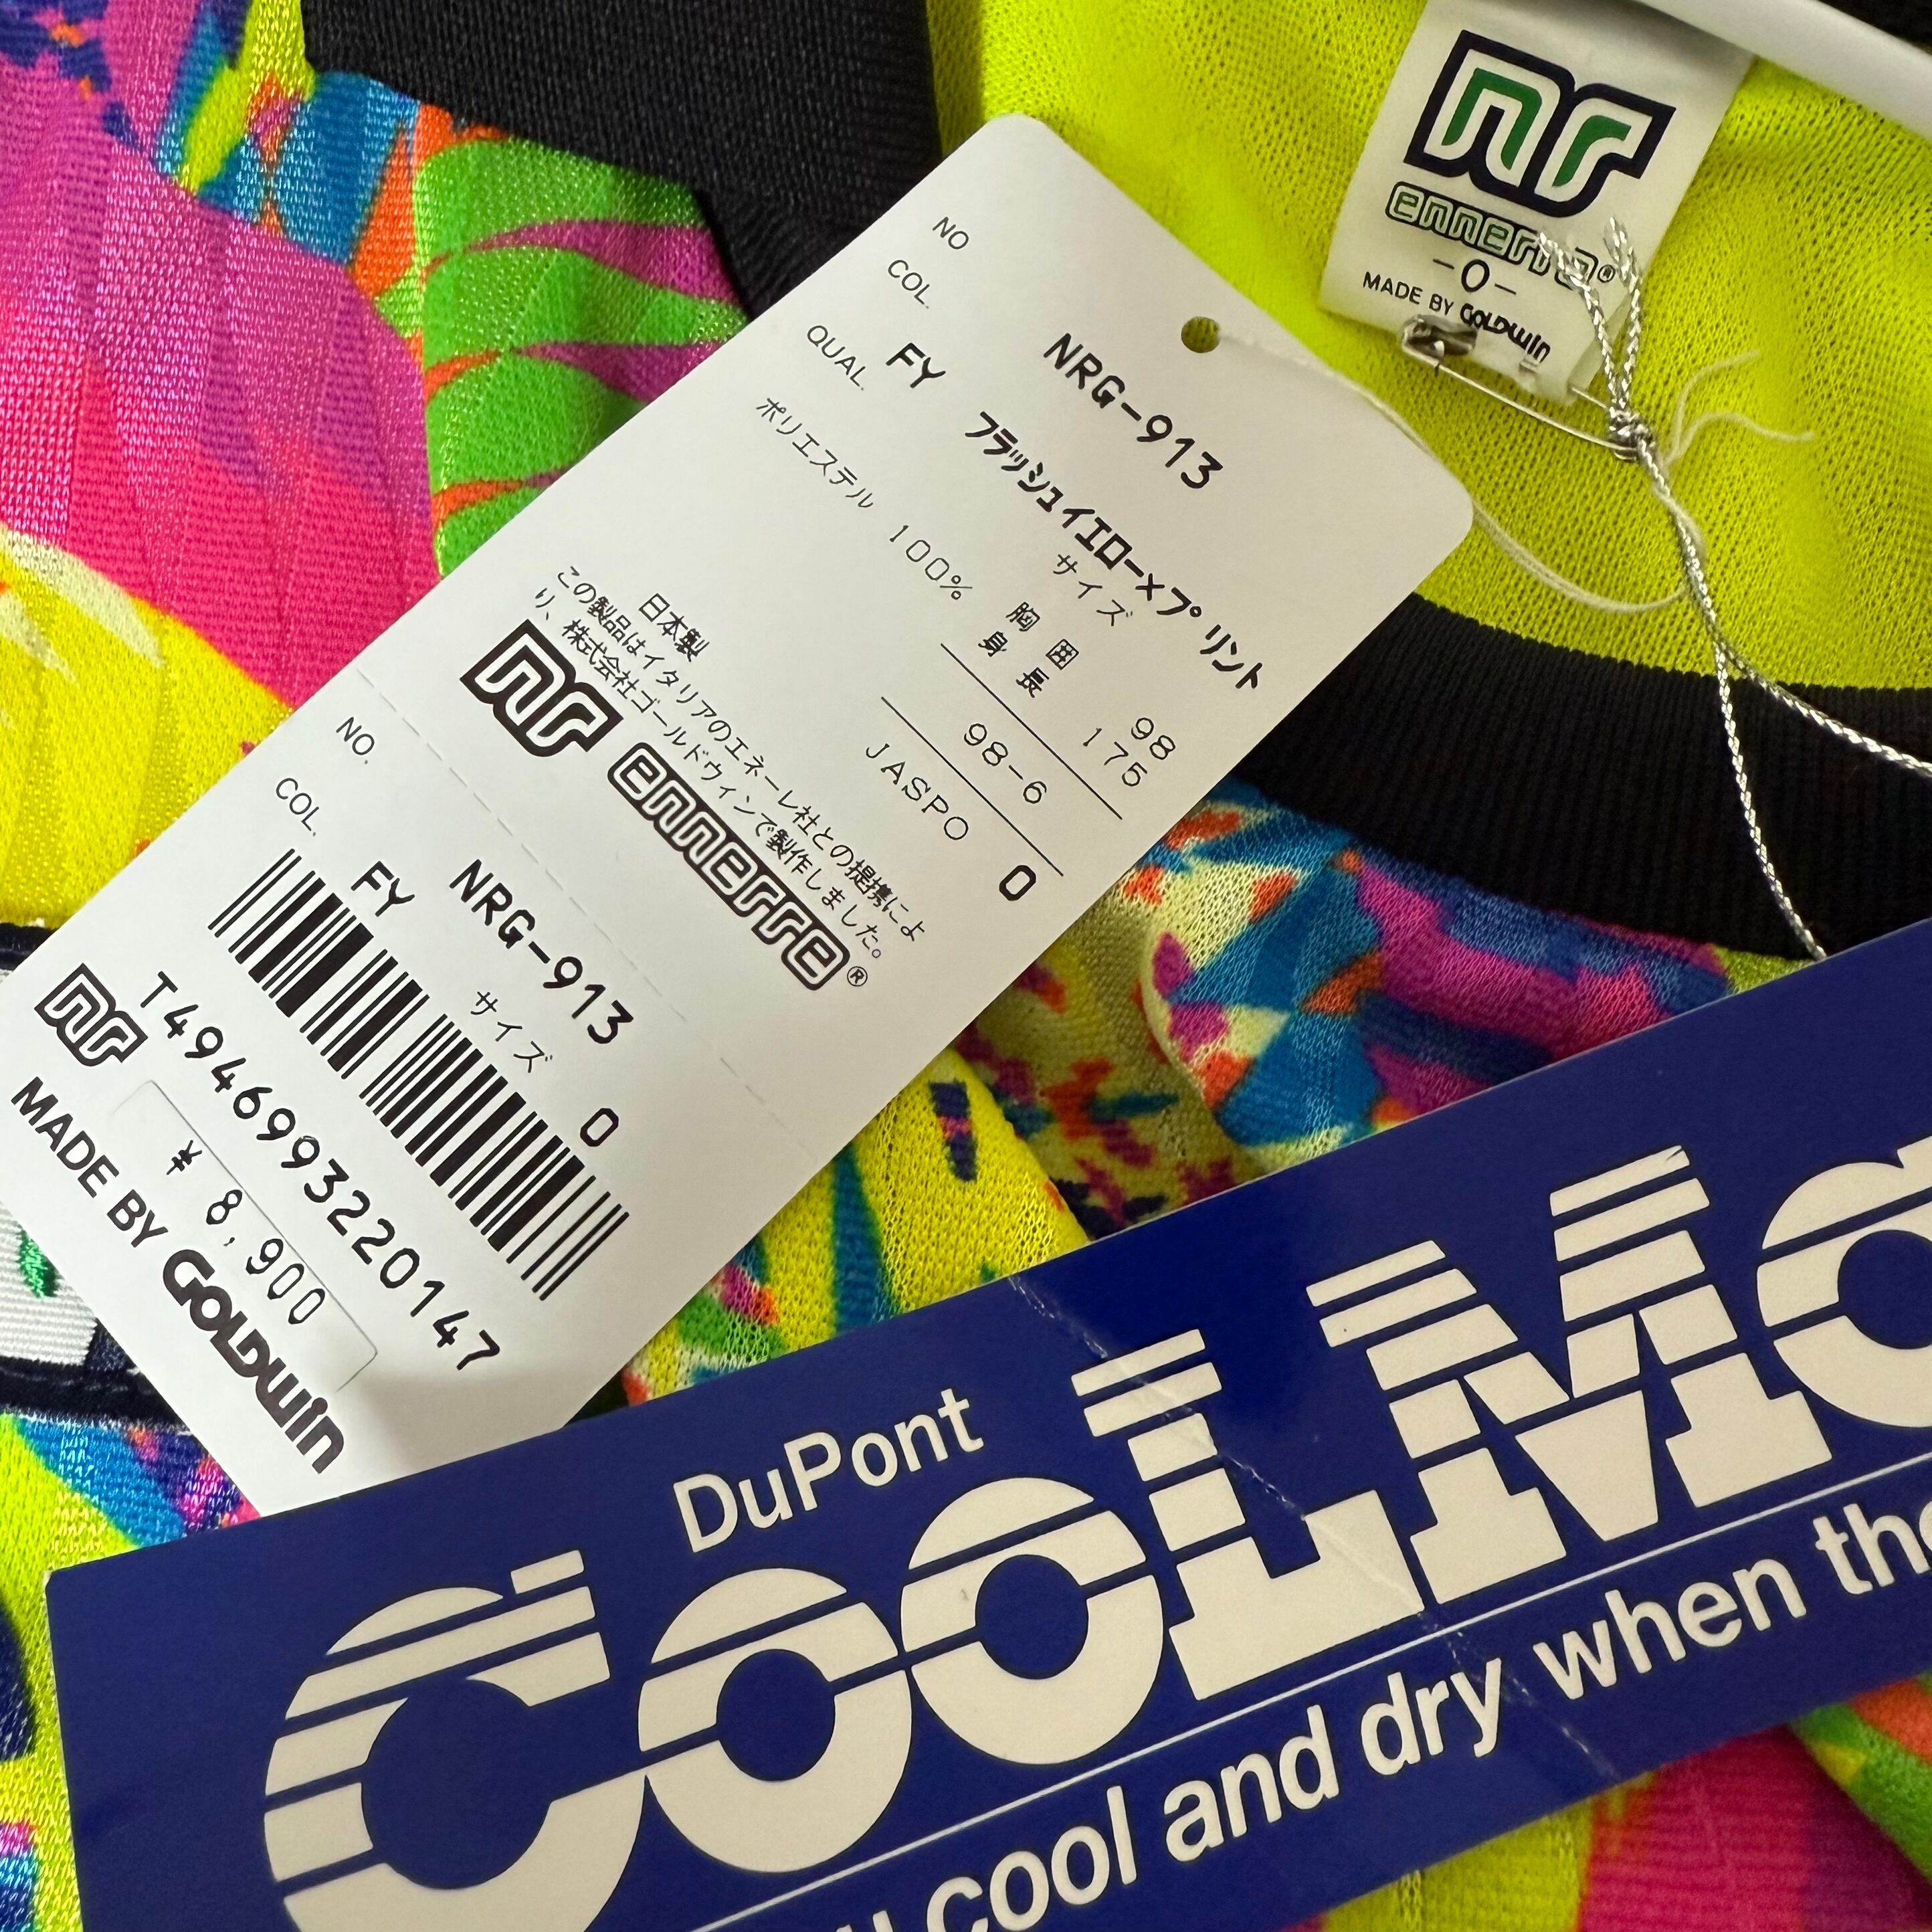 nr
ennerre®
-O-
MADE BY GOLDWIN
NO NRG-913
COL. FY フラッシュイエロー×プリント
QUAL. サイズ
ポリエステル 100%
胸囲 98
身長 175
98-6
JASPO O
日本製
この製品はイタリアのエネーレ社との提携によ
り、株式会社ゴールドウィンで製作しました。
nr ennerre®
NO. NRG-913
COL. FY サイズ O
T4946993220147
nr MADE BY GOLDWIN
¥8,900
DuPont
COOLMa
cool and dry when the